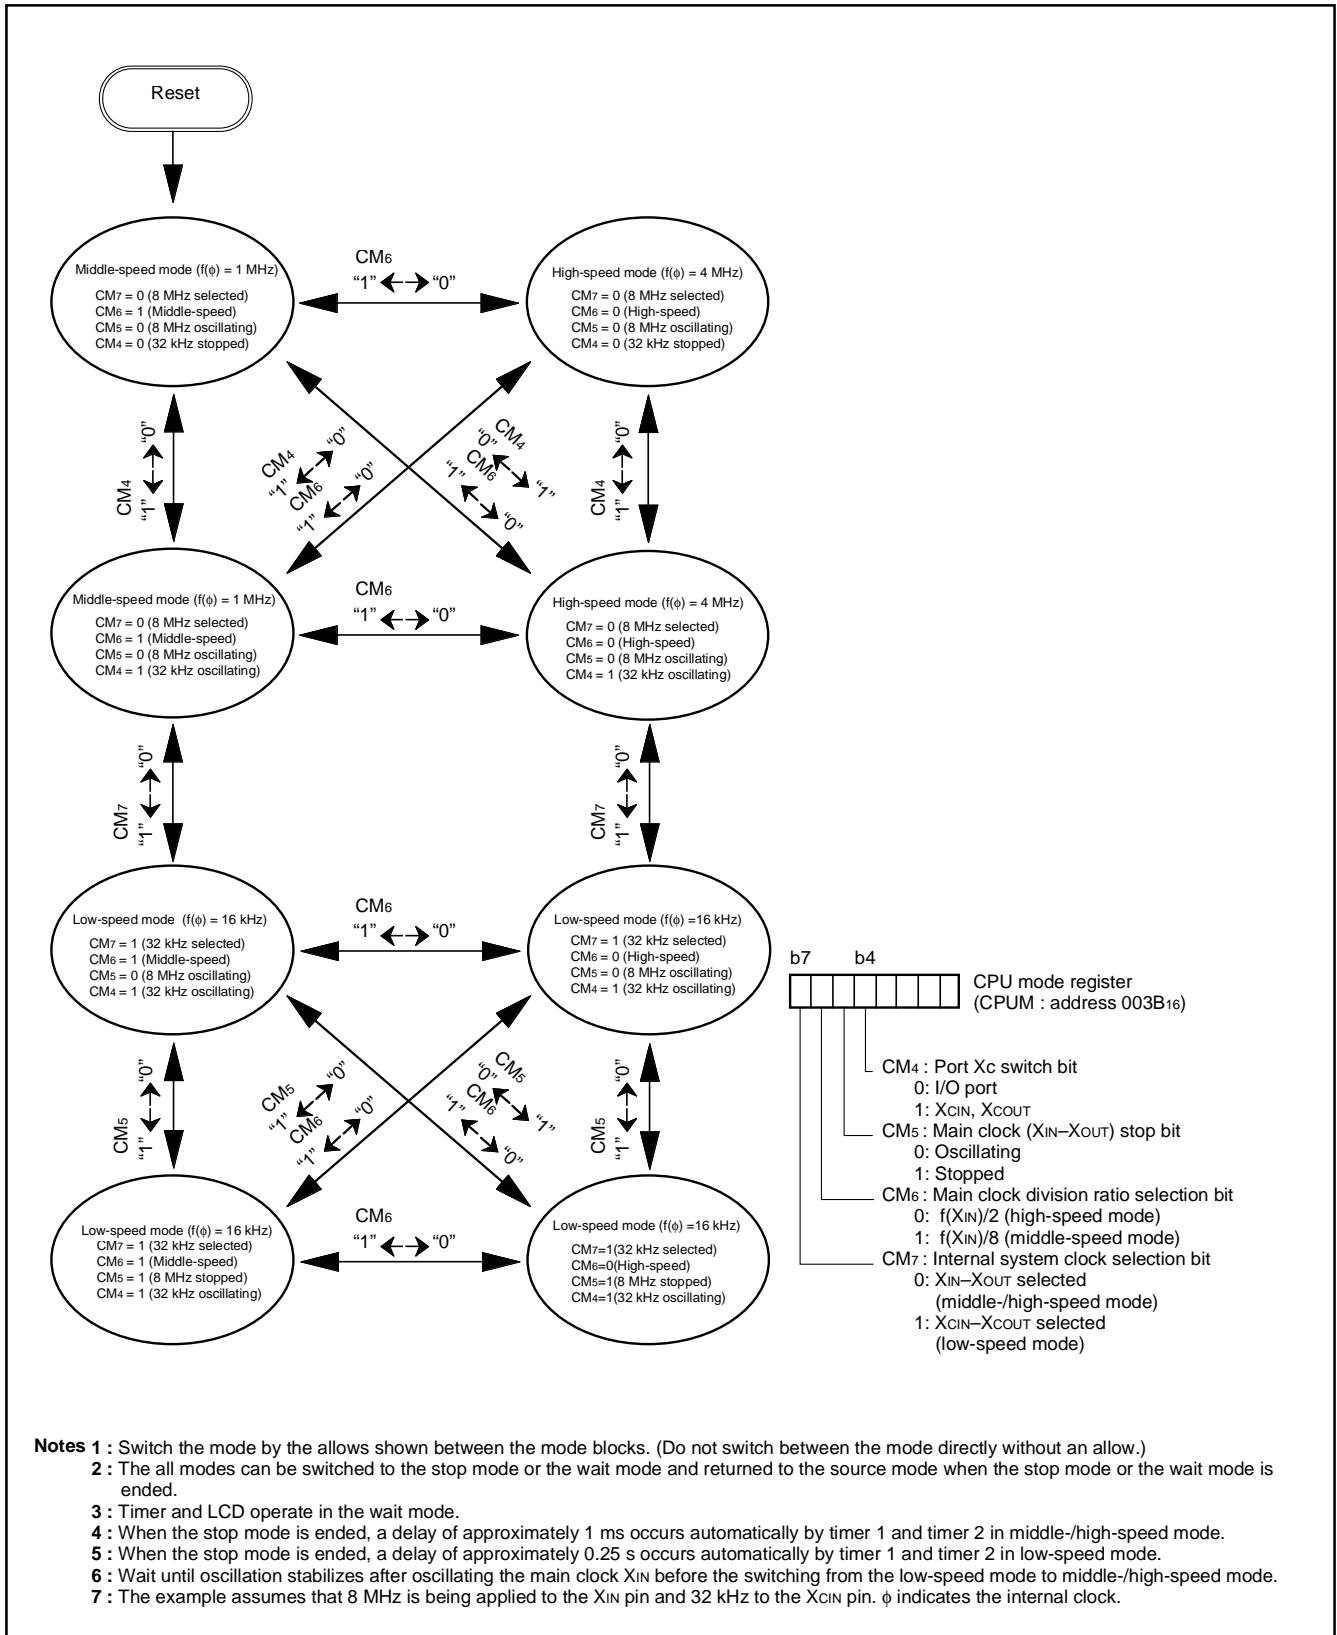 Reset
Middle-speed mode (f(ϕ) = 1 MHz)
CM7 = 0 (8 MHz selected)
CM6 = 1 (Middle-speed)
CM5 = 0 (8 MHz oscillating)
CM4 = 0 (32 kHz stopped)
CM6
“1” “0”
High-speed mode (f(ϕ) = 4 MHz)
CM7 = 0 (8 MHz selected)
CM6 = 0 (High-speed)
CM5 = 0 (8 MHz oscillating)
CM4 = 0 (32 kHz stopped)
CM4
“1” “0”
CM4
“1” “0”
CM6
“1” “0”
CM4
“0” “1”
CM6
“1” “0”
CM4
“1” “0”
Middle-speed mode (f(ϕ) = 1 MHz)
CM7 = 0 (8 MHz selected)
CM6 = 1 (Middle-speed)
CM5 = 0 (8 MHz oscillating)
CM4 = 1 (32 kHz oscillating)
CM6
“1” “0”
High-speed mode (f(ϕ) = 4 MHz)
CM7 = 0 (8 MHz selected)
CM6 = 0 (High-speed)
CM5 = 0 (8 MHz oscillating)
CM4 = 1 (32 kHz oscillating)
CM7
“1” “0”
CM7
“1” “0”
Low-speed mode (f(ϕ) = 16 kHz)
CM7 = 1 (32 kHz selected)
CM6 = 1 (Middle-speed)
CM5 = 0 (8 MHz oscillating)
CM4 = 1 (32 kHz oscillating)
CM6
“1” “0”
Low-speed mode (f(ϕ) =16 kHz)
CM7 = 1 (32 kHz selected)
CM6 = 0 (High-speed)
CM5 = 0 (8 MHz oscillating)
CM4 = 1 (32 kHz oscillating)
CM5
“1” “0”
CM5
“1” “0”
CM6
“1” “0”
CM5
“0” “1”
CM6
“1” “0”
CM5
“1” “0”
Low-speed mode (f(ϕ) = 16 kHz)
CM7 = 1 (32 kHz selected)
CM6 = 1 (Middle-speed)
CM5 = 1 (8 MHz stopped)
CM4 = 1 (32 kHz oscillating)
CM6
“1” “0”
Low-speed mode (f(ϕ) =16 kHz)
CM7=1(32 kHz selected)
CM6=0(High-speed)
CM5=1(8 MHz stopped)
CM4=1(32 kHz oscillating)
b7 b4
CPU mode register
(CPUM : address 003B16)
CM4 : Port Xc switch bit
0: I/O port
1: XCIN, XCOUT
CM5 : Main clock (XIN–XOUT) stop bit
0: Oscillating
1: Stopped
CM6 : Main clock division ratio selection bit
0: f(XIN)/2 (high-speed mode)
1: f(XIN)/8 (middle-speed mode)
CM7 : Internal system clock selection bit
0: XIN–XOUT selected
(middle-/high-speed mode)
1: XCIN–XCOUT selected
(low-speed mode)
Notes 1 : Switch the mode by the allows shown between the mode blocks. (Do not switch between the mode directly without an allow.)
2 : The all modes can be switched to the stop mode or the wait mode and returned to the source mode when the stop mode or the wait mode is
ended.
3 : Timer and LCD operate in the wait mode.
4 : When the stop mode is ended, a delay of approximately 1 ms occurs automatically by timer 1 and timer 2 in middle-/high-speed mode.
5 : When the stop mode is ended, a delay of approximately 0.25 s occurs automatically by timer 1 and timer 2 in low-speed mode.
6 : Wait until oscillation stabilizes after oscillating the main clock XIN before the switching from the low-speed mode to middle-/high-speed mode.
7 : The example assumes that 8 MHz is being applied to the XIN pin and 32 kHz to the XCIN pin. ϕ indicates the internal clock.